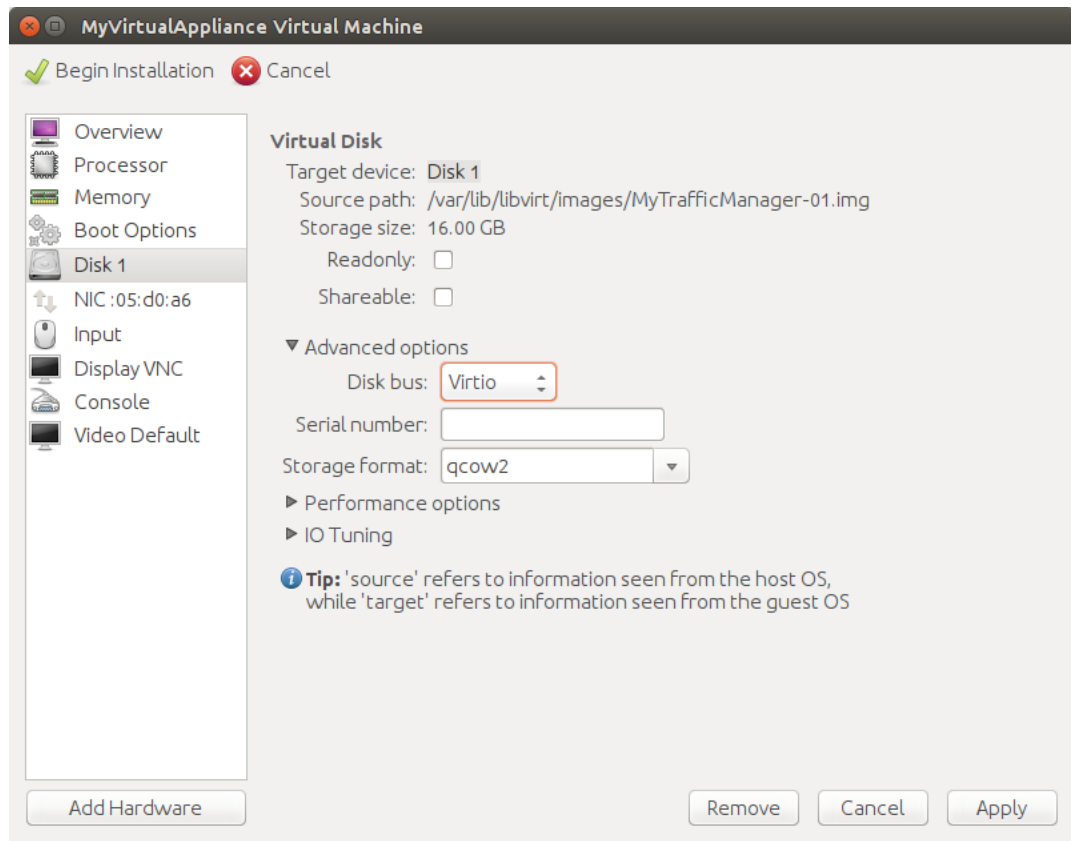 MyVirtualAppliance Virtual Machine
Begin Installation Cancel
Overview
Processor
Memory
Boot Options
Disk 1
NIC :05:d0:a6
Input
Display VNC
Console
Video Default
Add Hardware
Virtual Disk
Target device: Disk 1
Source path: /var/lib/libvirt/images/MyTrafficManager-01.img
Storage size: 16.00 GB
Readonly:
Shareable:
Advanced options
Disk bus: Virtio
Serial number:
Storage format: qcow2
Performance options
IO Tuning
Tip: 'source' refers to information seen from the host OS,
while 'target' refers to information seen from the guest OS
Remove Cancel Apply